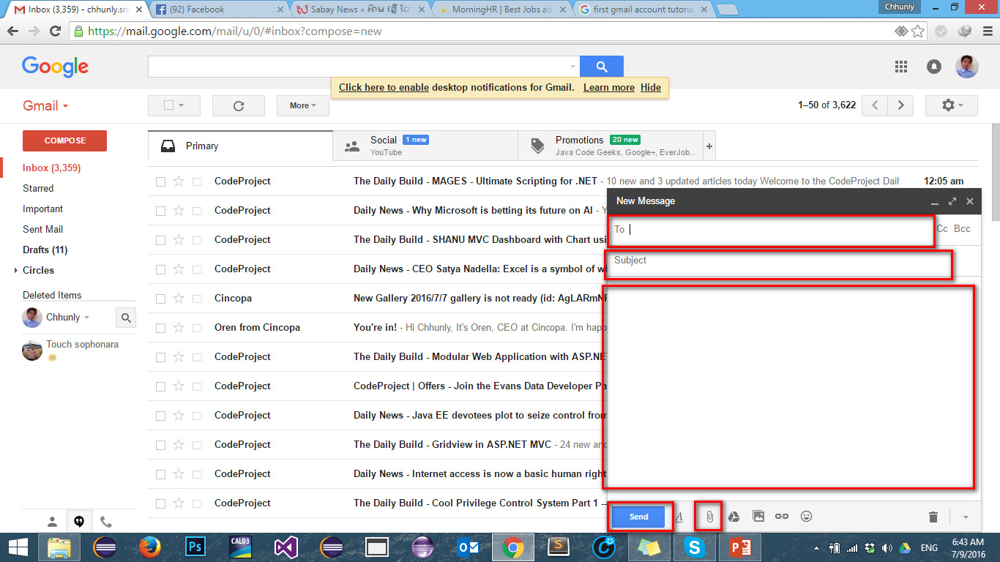 Inbox (3,359) - chhunly.sm
(92) Facebook
Sabay News »
MorningHR | Best Jobs ad
first gmail account tutoria
Chhunly
https://mail.google.com/mail/u/0/#inbox?compose=new
Google
Click here to enable desktop notifications for Gmail. Learn more Hide
Gmail
More
1–50 of 3,622
COMPOSE
Primary
Social 1 new
YouTube
Promotions 20 new
Java Code Geeks, Google+, EverJob…
+
Inbox (3,359)
Starred
Important
Sent Mail
Drafts (11)
Circles
Deleted Items
Chhunly
Touch sophonara
CodeProject The Daily Build - MAGES - Ultimate Scripting for .NET - 10 new and 3 updated articles today Welcome to the CodeProject Dail 12:05 am
CodeProject Daily News - Why Microsoft is betting its future on AI - Y
CodeProject The Daily Build - SHANU MVC Dashboard with Chart usi
CodeProject Daily News - CEO Satya Nadella: Excel is a symbol of w
Cincopa New Gallery 2016/7/7 gallery is not ready (id: AgLARmNF
Oren from Cincopa You're in! - Hi Chhunly, It's Oren, CEO at Cincopa. I'm happ
CodeProject The Daily Build - Modular Web Application with ASP.NE
CodeProject CodeProject | Offers - Join the Evans Data Developer Pa
CodeProject Daily News - Java EE devotees plot to seize control from
CodeProject The Daily Build - Gridview in ASP.NET MVC - 24 new and
CodeProject Daily News - Internet access is now a basic human right
CodeProject The Daily Build - Cool Privilege Control System Part 1 --
New Message
To
Cc Bcc
Subject
Send
A
Ps
CALD3
S
P
ENG
6:43 AM
7/9/2016